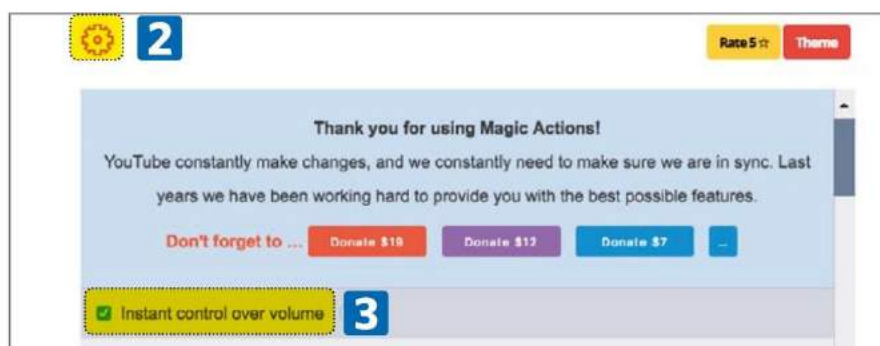 2
Rate 5 ☆ Theme
Thank you for using Magic Actions!
YouTube constantly make changes, and we constantly need to make sure we are in sync. Last
years we have been working hard to provide you with the best possible features.
Don't forget to ... Donate $19 Donate $12 Donate $7 ...
Instant control over volume 3